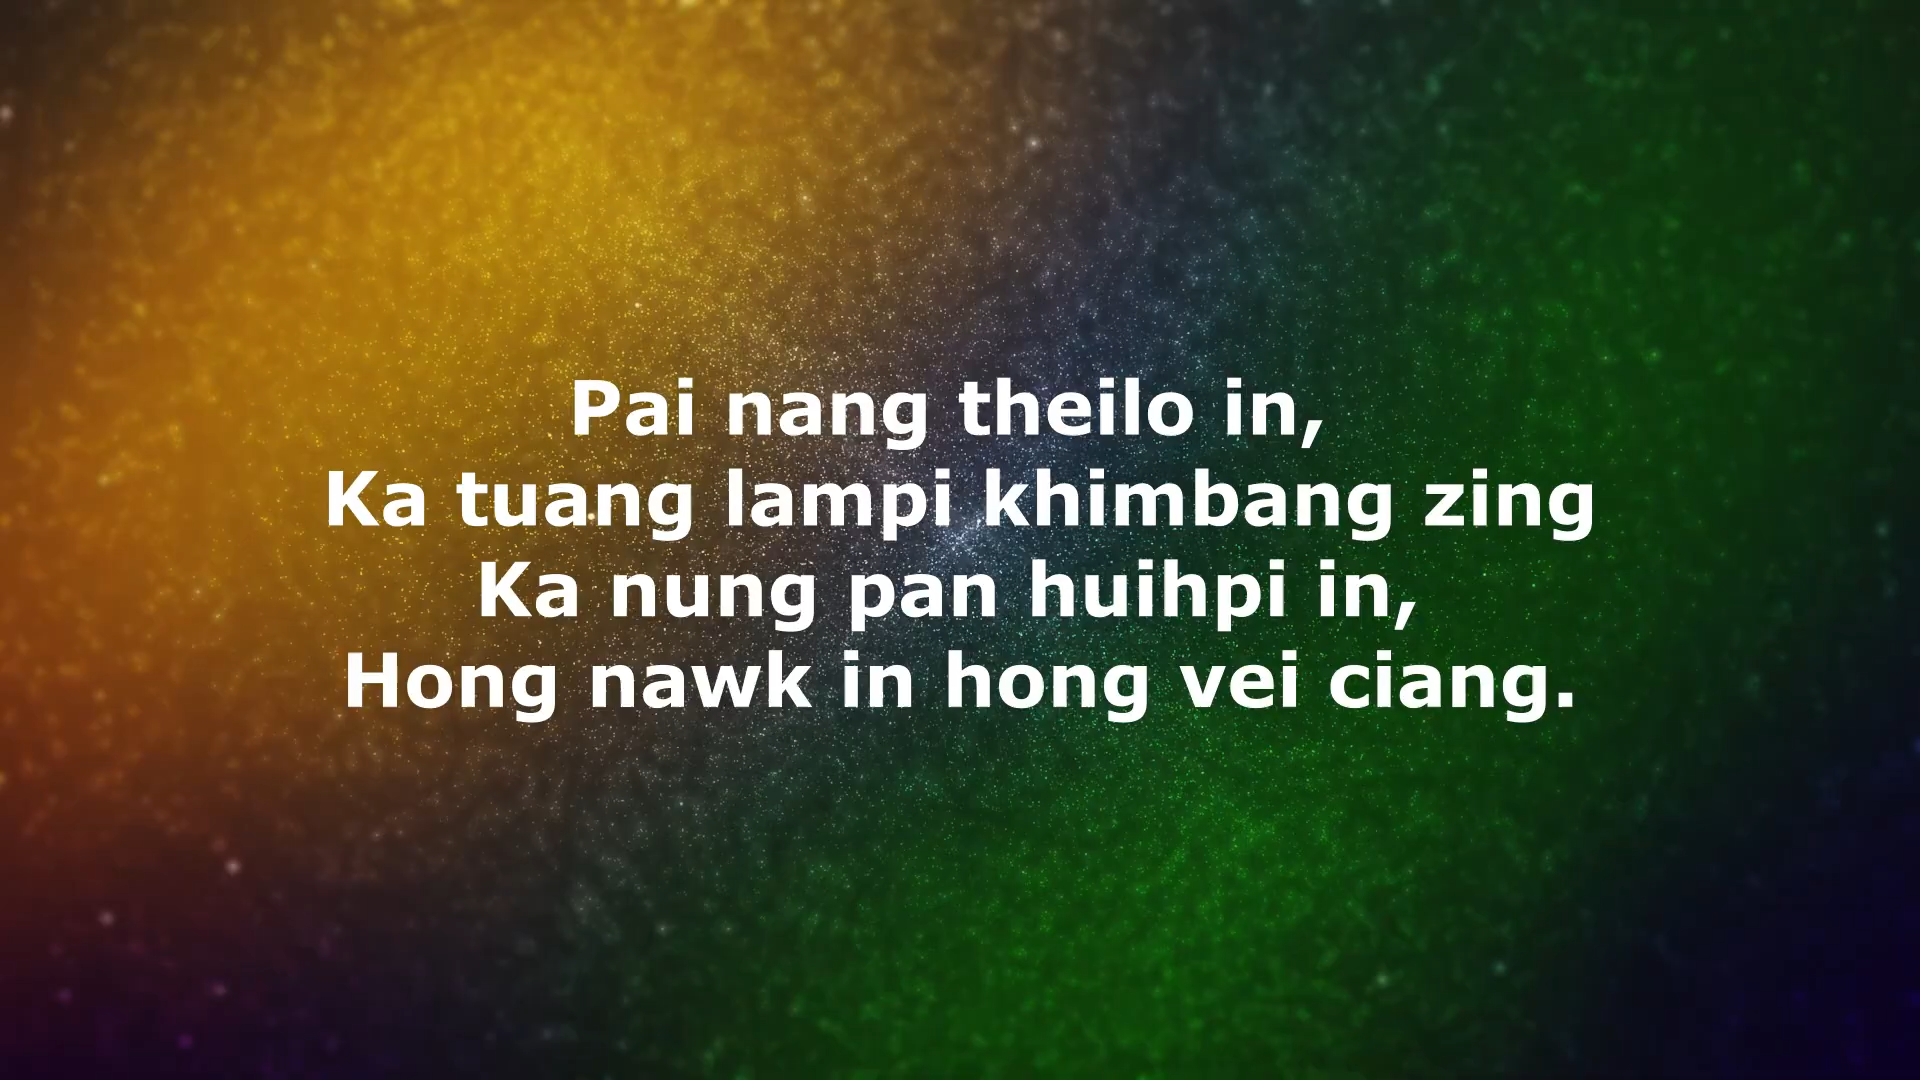 Pai nang theilo in,
Ka tuang lampi khimbang zing
Ka nung pan huihpi in,
Hong nawk in hong vei ciang.